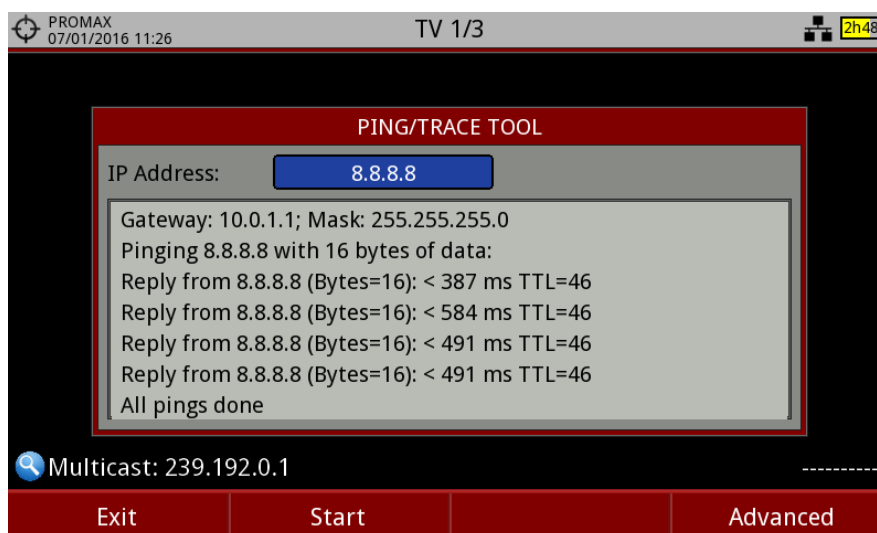 PROMAX
07/01/2016 11:26
TV 1/3
2h48
PING/TRACE TOOL
IP Address: 8.8.8.8
Gateway: 10.0.1.1; Mask: 255.255.255.0
Pinging 8.8.8.8 with 16 bytes of data:
Reply from 8.8.8.8 (Bytes=16): < 387 ms TTL=46
Reply from 8.8.8.8 (Bytes=16): < 584 ms TTL=46
Reply from 8.8.8.8 (Bytes=16): < 491 ms TTL=46
Reply from 8.8.8.8 (Bytes=16): < 491 ms TTL=46
All pings done
Multicast: 239.192.0.1 ----------
Exit Start Advanced